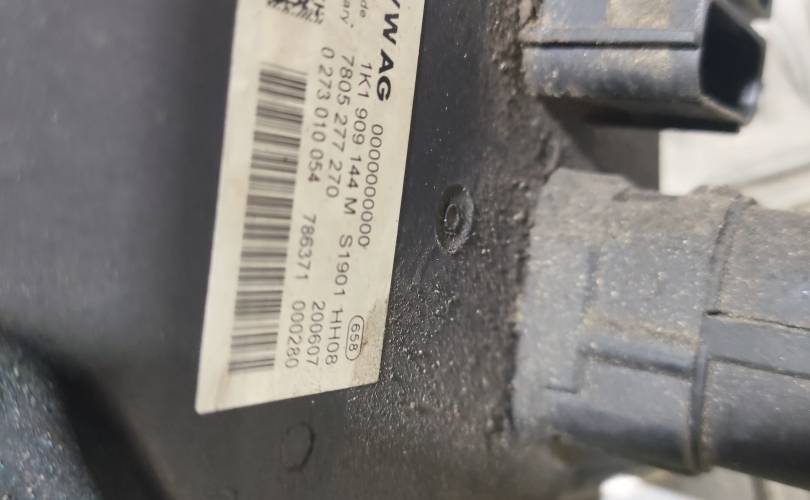 VW AG 0000000000
1K1 909 144 M S1901 HH08
7805 277 270 200607
0 273 010 054 786371 000280
658